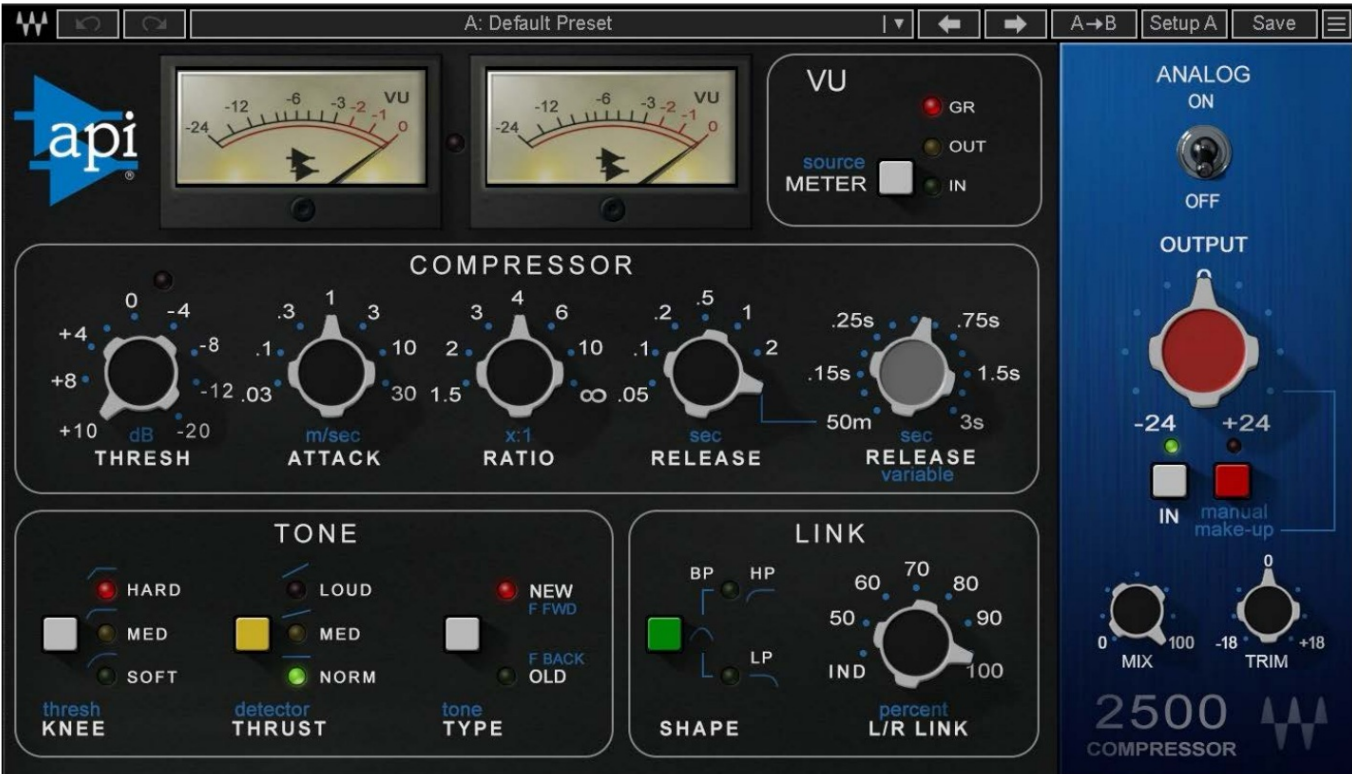 A: Default Preset
A→B
Setup A
Save
api®
-24 -12 -6 -3 -2 -1 0 VU
-24 -12 -6 -3 -2 -1 0 VU
VU
GR
OUT
IN
source
METER
ANALOG
ON
OFF
OUTPUT
0
-24 +24
IN
manual
make-up
COMPRESSOR
+10 +8 +4 0 -4 -8 -12 -20
dB
THRESH
.03 .1 .3 1 3 10 30
m/sec
ATTACK
1.5 2 3 4 6 10 ∞
x:1
RATIO
.05 .1 .2 .5 1 2
sec
RELEASE
50m .15s .25s .75s 1.5s 3s
sec
RELEASE
variable
TONE
HARD
MED
SOFT
thresh
KNEE
LOUD
MED
NORM
detector
THRUST
NEW
F FWD
F BACK
OLD
tone
TYPE
LINK
BP HP
LP
SHAPE
IND 50 60 70 80 90 100
percent
L/R LINK
0 100
MIX
0
-18 +18
TRIM
2500
COMPRESSOR